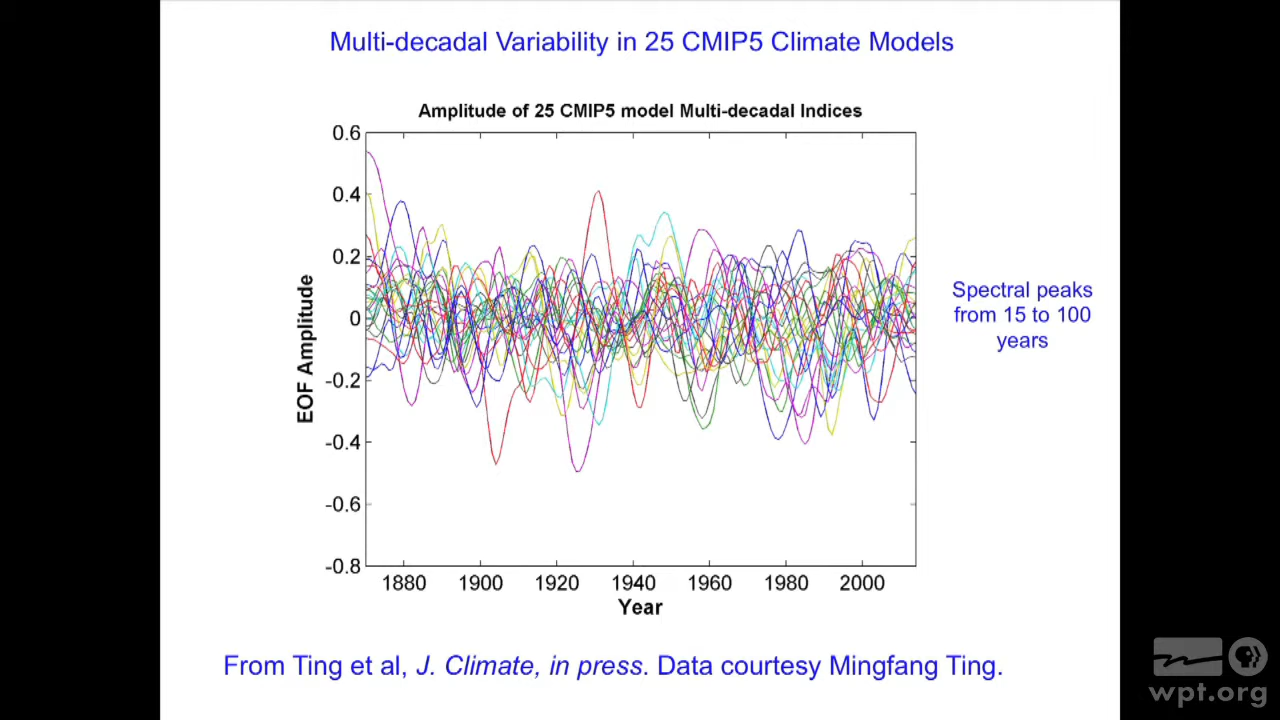 Multi-decadal Variability in 25 CMIP5 Climate Models
Amplitude of 25 CMIP5 model Multi-decadal Indices
0.6
0.4
0.2
0
-0.2
-0.4
-0.6
-0.8
EOF Amplitude
1880 1900 1920 1940 1960 1980 2000
Year
Spectral peaks
from 15 to 100
years
From Ting et al, J. Climate, in press. Data courtesy Mingfang Ting.
PBS
wpt.org